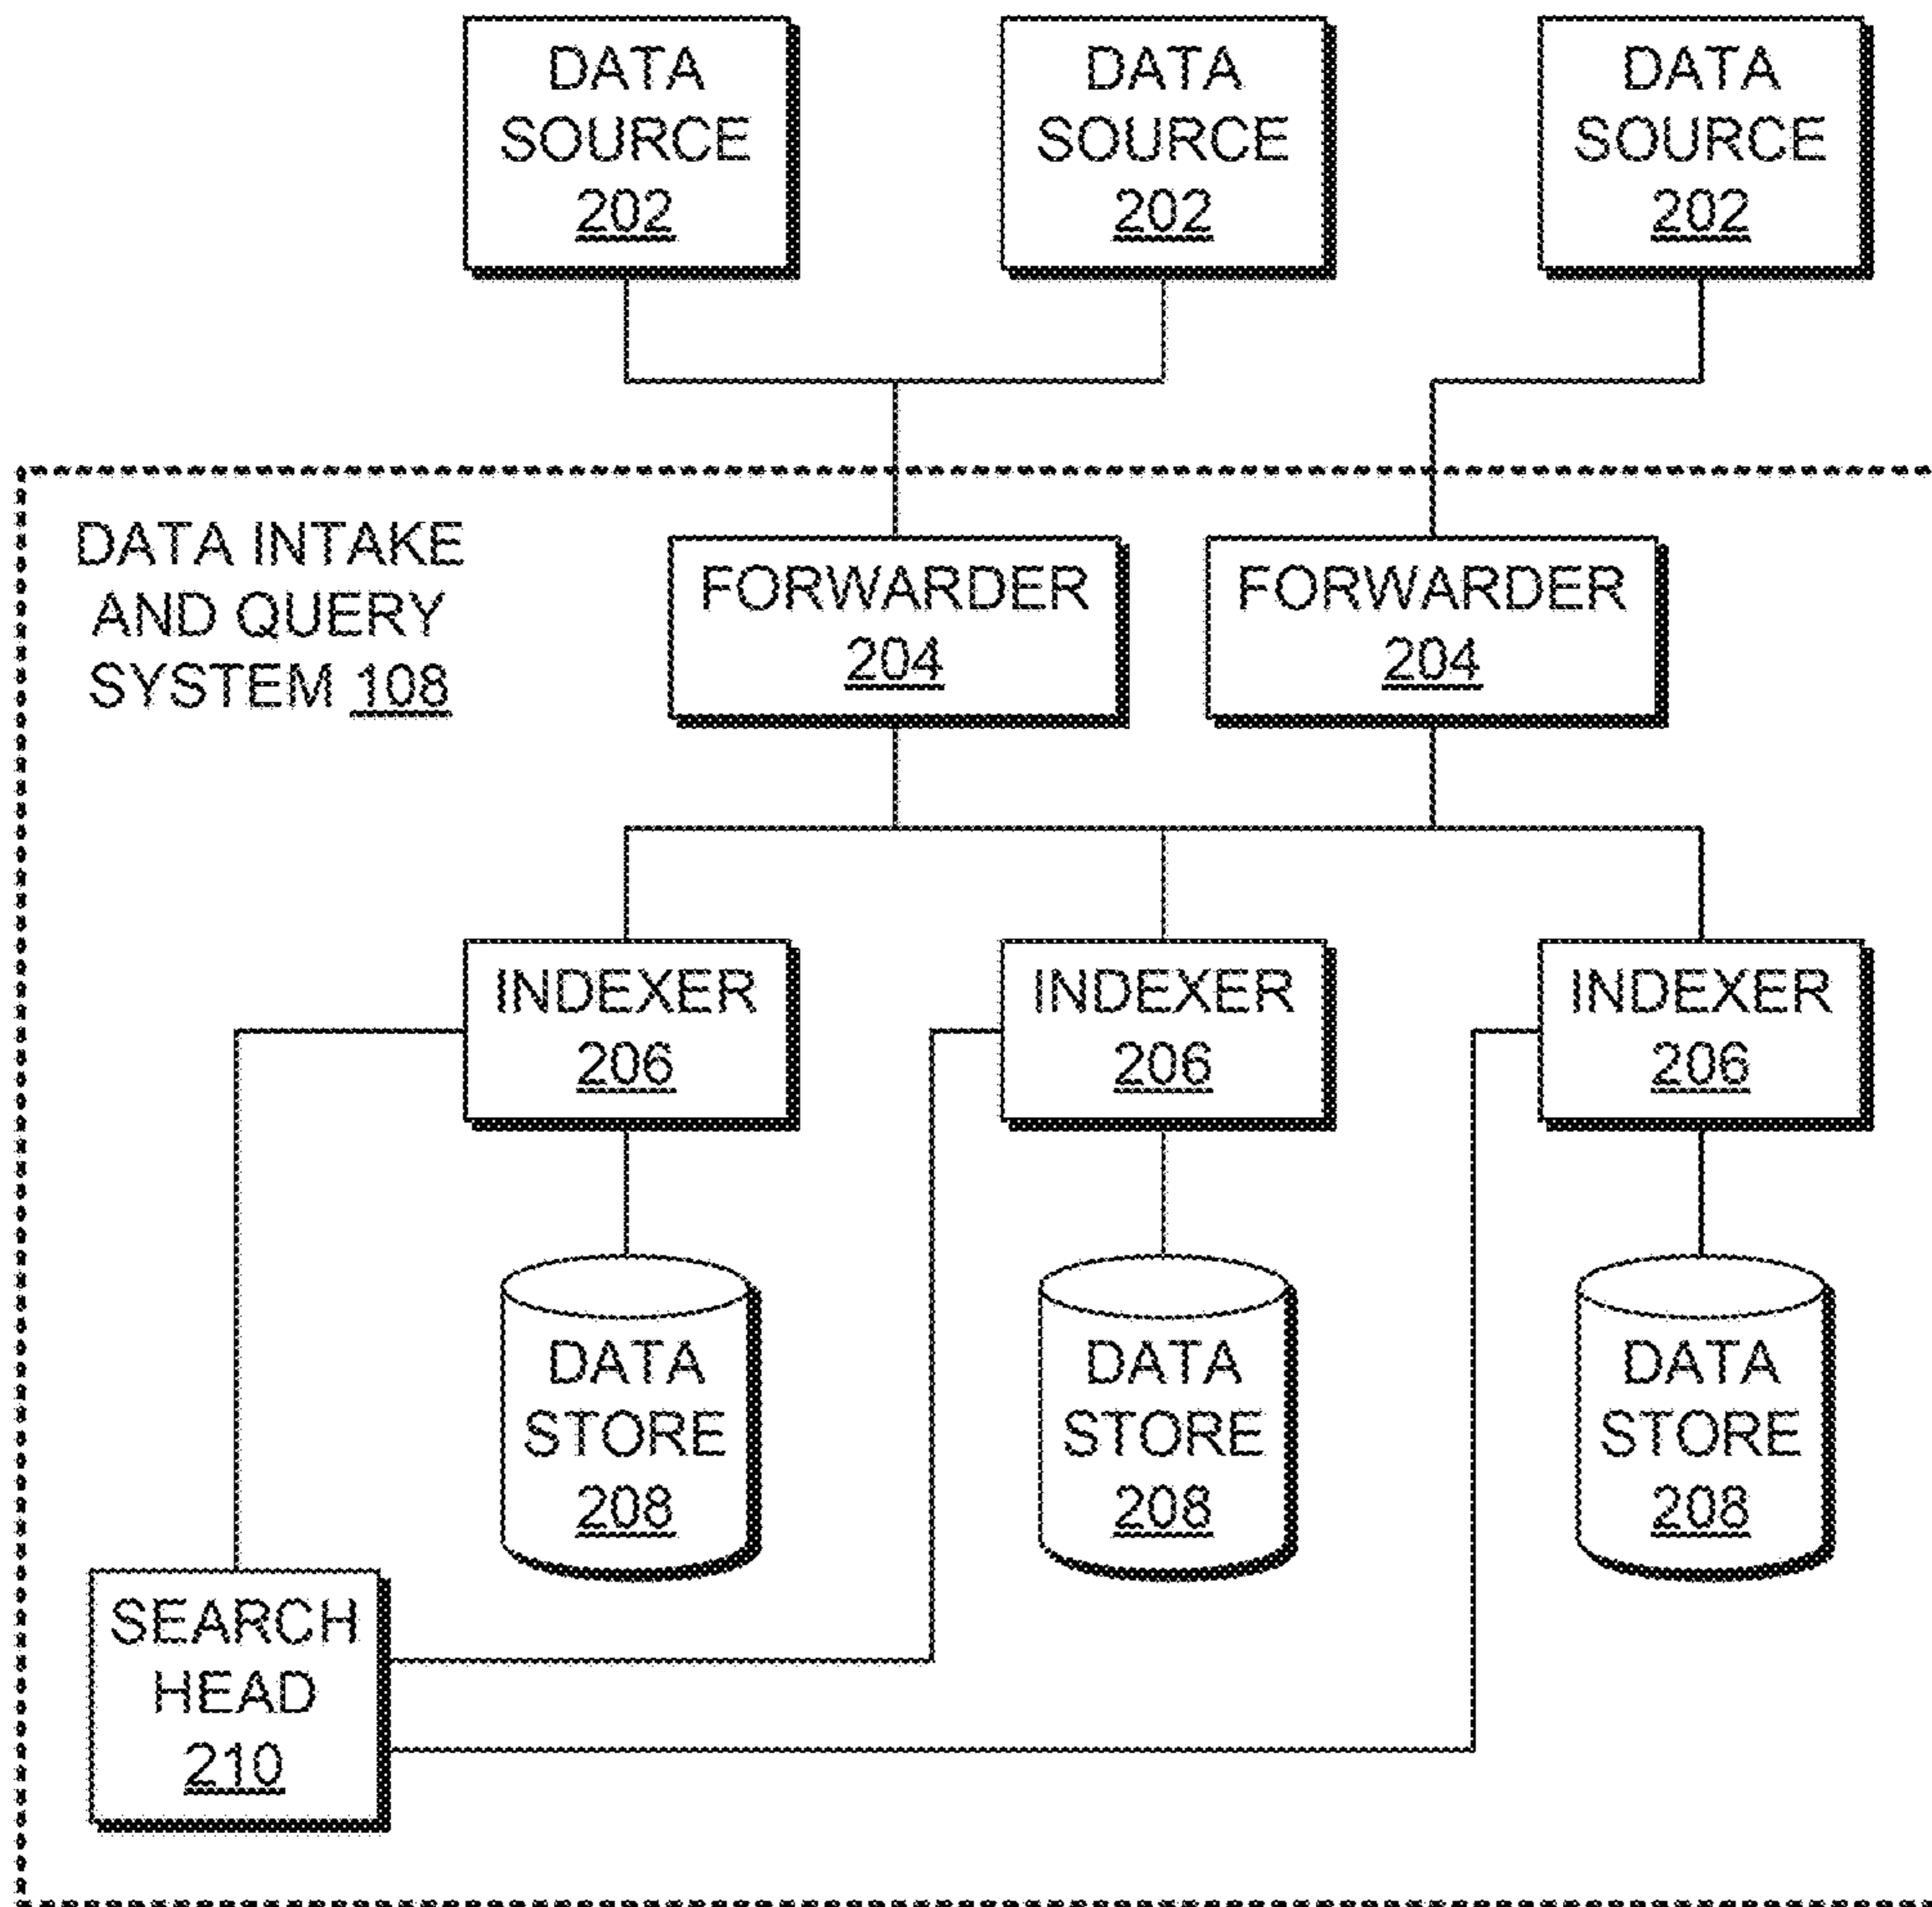 DATA
SOURCE
202
DATA
SOURCE
202
DATA
SOURCE
202
DATA INTAKE
AND QUERY
SYSTEM 108
FORWARDER
204
FORWARDER
204
INDEXER
206
INDEXER
206
INDEXER
206
DATA
STORE
208
DATA
STORE
208
DATA
STORE
208
SEARCH
HEAD
210